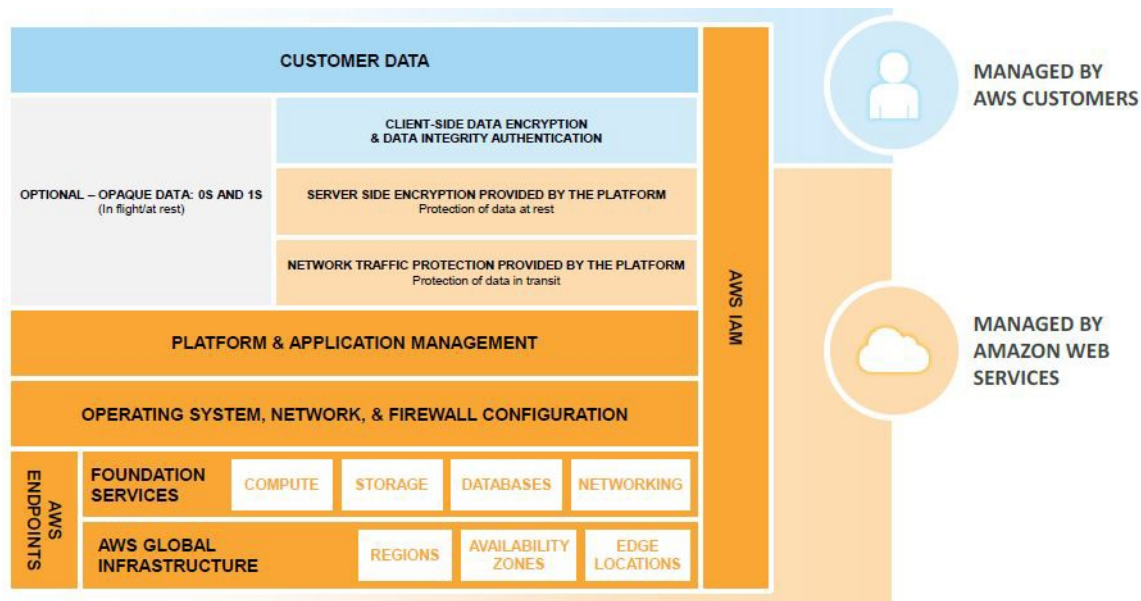 CUSTOMER DATA
CLIENT-SIDE DATA ENCRYPTION
& DATA INTEGRITY AUTHENTICATION
OPTIONAL – OPAQUE DATA: 0S AND 1S
(In flight/at rest)
SERVER SIDE ENCRYPTION PROVIDED BY THE PLATFORM
Protection of data at rest
NETWORK TRAFFIC PROTECTION PROVIDED BY THE PLATFORM
Protection of data in transit
PLATFORM & APPLICATION MANAGEMENT
OPERATING SYSTEM, NETWORK, & FIREWALL CONFIGURATION
AWS
ENDPOINTS
FOUNDATION
SERVICES
COMPUTE
STORAGE
DATABASES
NETWORKING
AWS GLOBAL
INFRASTRUCTURE
REGIONS
AVAILABILITY
ZONES
EDGE
LOCATIONS
AWS IAM
MANAGED BY
AWS CUSTOMERS
MANAGED BY
AMAZON WEB
SERVICES